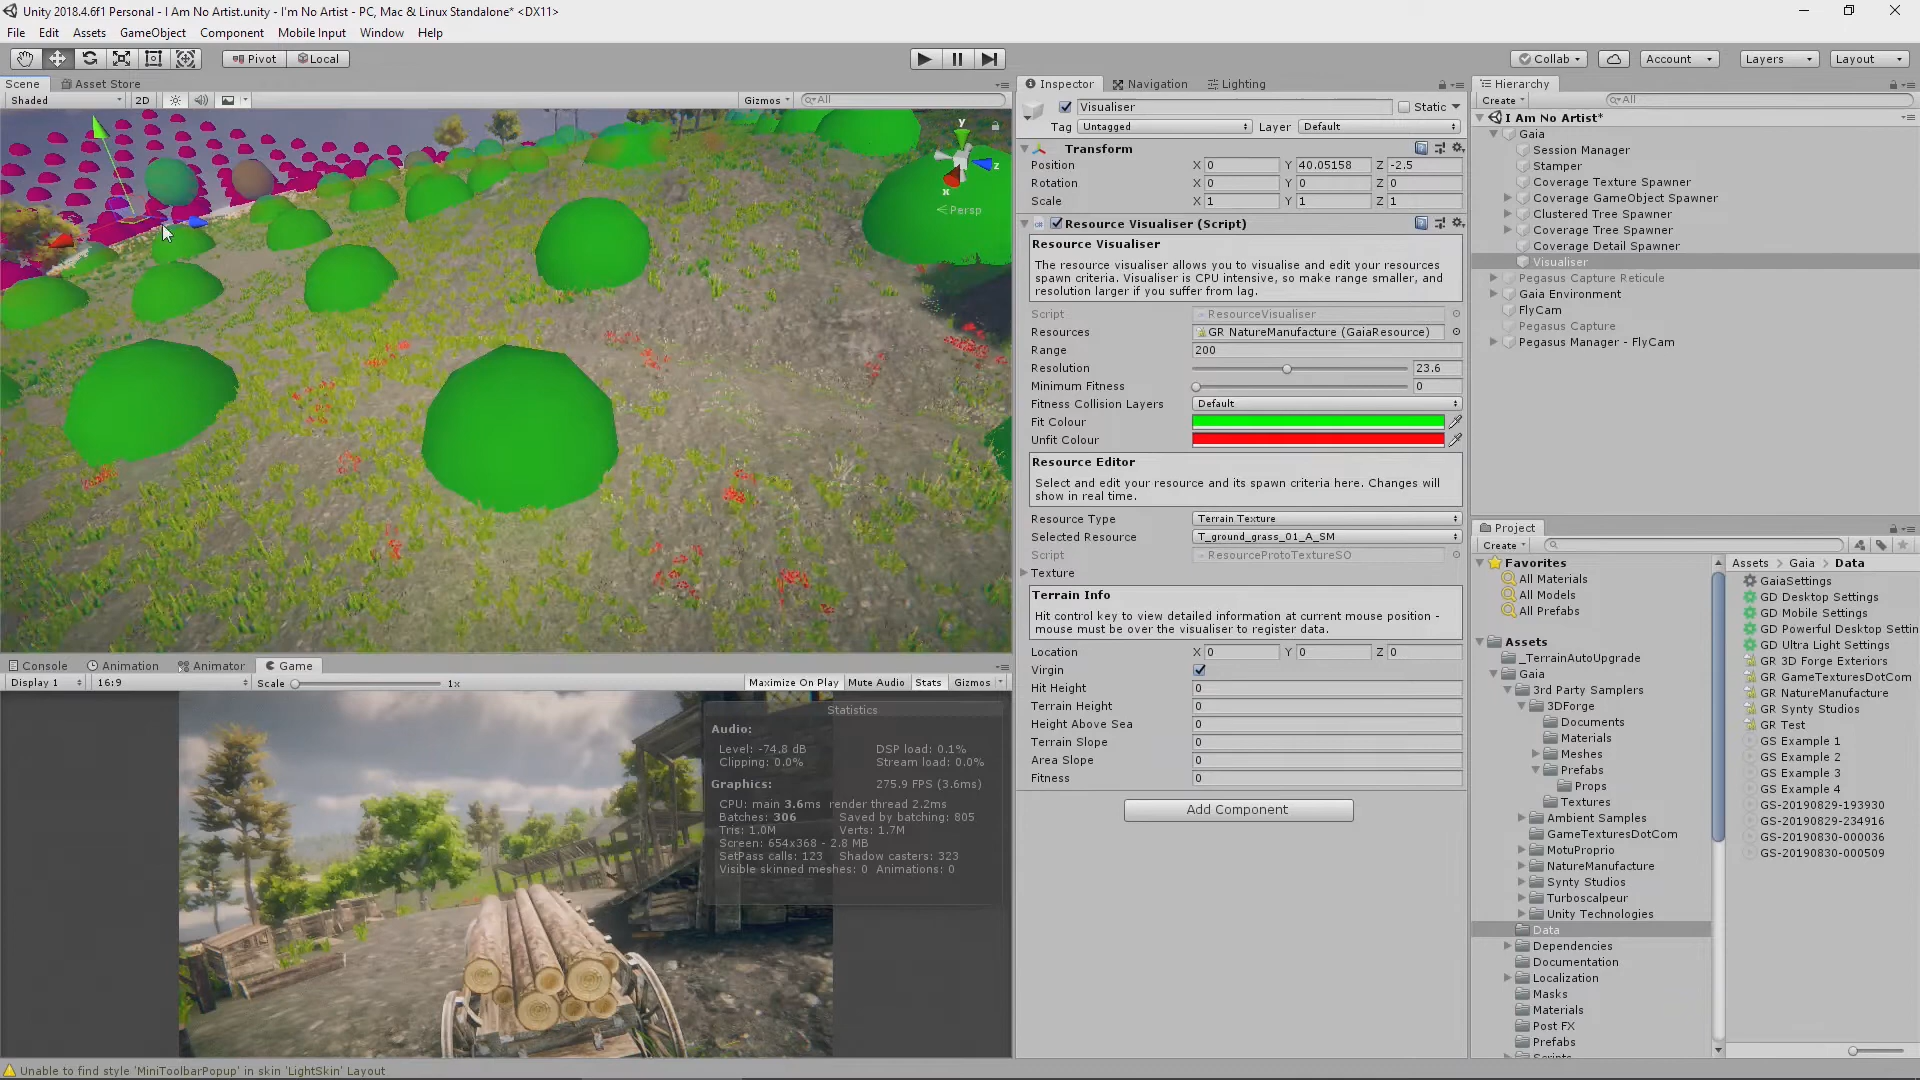 Unity 2018.4.6f1 Personal - I Am No Artist.unity - I'm No Artist - PC, Mac & Linux Standalone* <DX11>
File Edit Assets GameObject Component Mobile Input Window Help
Pivot Local Collab Account Layers Layout
Scene Asset Store
Shaded 2D Gizmos All
y
z
x
Persp
Inspector Navigation Lighting
Visualiser Static
Tag Untagged Layer Default
Transform
Position X 0 Y 40.05158 Z -2.5
Rotation X 0 Y 0 Z 0
Scale X 1 Y 1 Z 1
Resource Visualiser (Script)
Resource Visualiser
The resource visualiser allows you to visualise and edit your resources
spawn criteria. Visualiser is CPU intensive, so make range smaller, and
resolution larger if you suffer from lag.
Script ResourceVisualiser
Resources GR NatureManufacture (GaiaResource)
Range 200
Resolution 23.6
Minimum Fitness 0
Fitness Collision Layers Default
Fit Colour
Unfit Colour
Resource Editor
Select and edit your resource and its spawn criteria here. Changes will
show in real time.
Resource Type Terrain Texture
Selected Resource T_ground_grass_01_A_SM
Script ResourceProtoTextureSO
Texture
Terrain Info
Hit control key to view detailed information at current mouse position -
mouse must be over the visualiser to register data.
Location X 0 Y 0 Z 0
Virgin
Hit Height 0
Terrain Height 0
Height Above Sea 0
Terrain Slope 0
Area Slope 0
Fitness 0
Add Component
Hierarchy
Create All
I Am No Artist*
Gaia
Session Manager
Stamper
Coverage Texture Spawner
Coverage GameObject Spawner
Clustered Tree Spawner
Coverage Tree Spawner
Coverage Detail Spawner
Visualiser
Pegasus Capture Reticule
Gaia Environment
FlyCam
Pegasus Capture
Pegasus Manager - FlyCam
Project
Create
Favorites
All Materials
All Models
All Prefabs
Assets
_TerrainAutoUpgrade
Gaia
3rd Party Samplers
3DForge
Documents
Materials
Meshes
Prefabs
Props
Textures
Ambient Samples
GameTexturesDotCom
MotuProprio
NatureManufacture
Synty Studios
Turboscalpeur
Unity Technologies
Data
Dependencies
Documentation
Localization
Masks
Materials
Post FX
Prefabs
Assets Gaia Data
GaiaSettings
GD Desktop Settings
GD Mobile Settings
GD Powerful Desktop Settin
GD Ultra Light Settings
GR 3D Forge Exteriors
GR GameTexturesDotCom
GR NatureManufacture
GR Synty Studios
GR Test
GS Example 1
GS Example 2
GS Example 3
GS Example 4
GS-20190829-193930
GS-20190829-234916
GS-20190830-000036
GS-20190830-000509
Console Animation Animator Game
Display 1 16:9 Scale 1x Maximize On Play Mute Audio Stats Gizmos
Statistics
Audio:
Level: -74.8 dB DSP load: 0.1%
Clipping: 0.0% Stream load: 0.0%
Graphics: 275.9 FPS (3.6ms)
CPU: main 3.6ms render thread 2.2ms
Batches: 306 Saved by batching: 805
Tris: 1.0M Verts: 1.7M
Screen: 654x368 - 2.8 MB
SetPass calls: 123 Shadow casters: 323
Visible skinned meshes: 0 Animations: 0
Unable to find style 'MiniToolbarPopup' in skin 'LightSkin' Layout